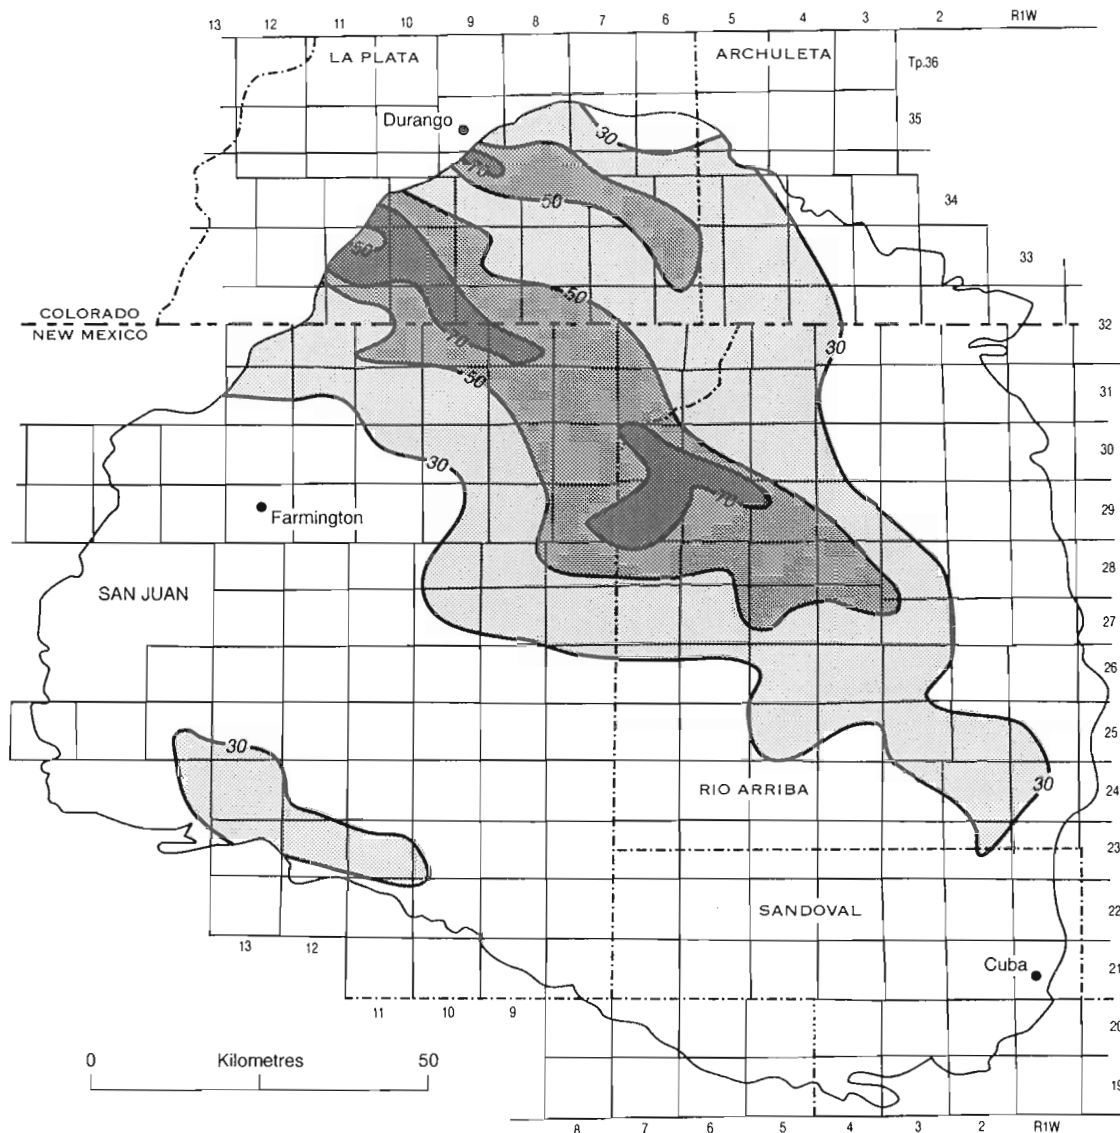 13 12 11 10 9 8 7 6 5 4 3 2 R1W
LA PLATA
ARCHULETA
Tp.36
Durango
35
30
70
50
34
50
33
50
COLORADO
NEW MEXICO
32
30
70
50
31
30
30
70
29
Farmington
28
SAN JUAN
27
26
30
25
RIO ARRIBA
30
24
23
SANDOVAL
22
13 12
Cuba
21
11 10 9
20
0 Kilometres 50
19
8 7 6 5 4 3 2 R1W